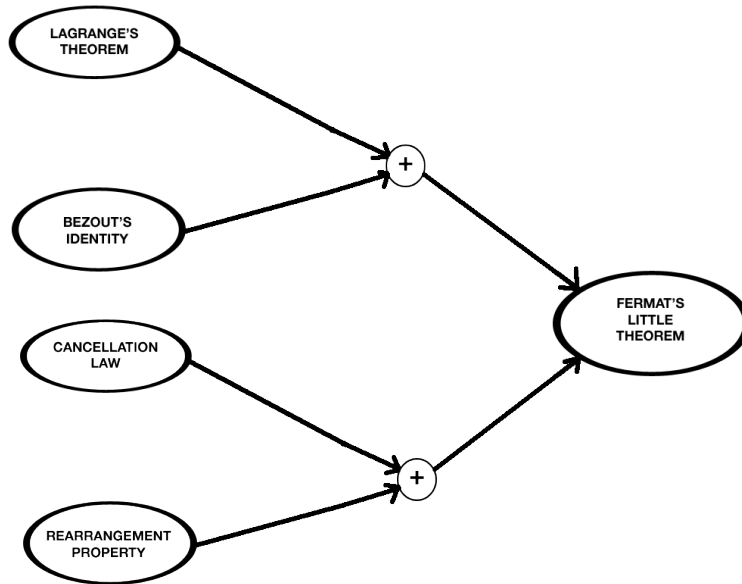 LAGRANGE'S
THEOREM
+
BEZOUT'S
IDENTITY
FERMAT'S
LITTLE
THEOREM
CANCELLATION
LAW
+
REARRANGEMENT
PROPERTY